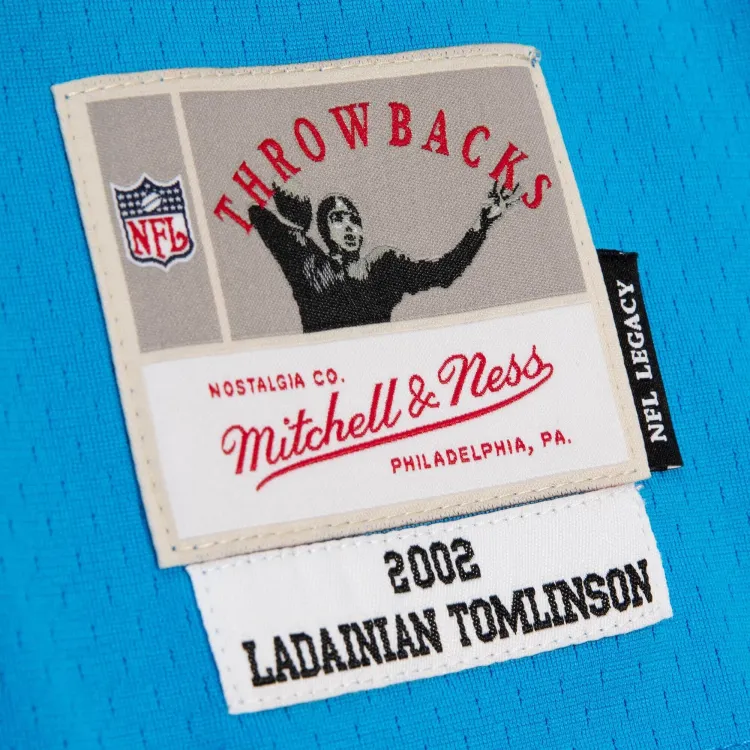 THROWBACKS
NFL
NOSTALGIA CO.
Mitchell & Ness
PHILADELPHIA, PA.
NFL LEGACY
2002
LADAINIAN TOMLINSON